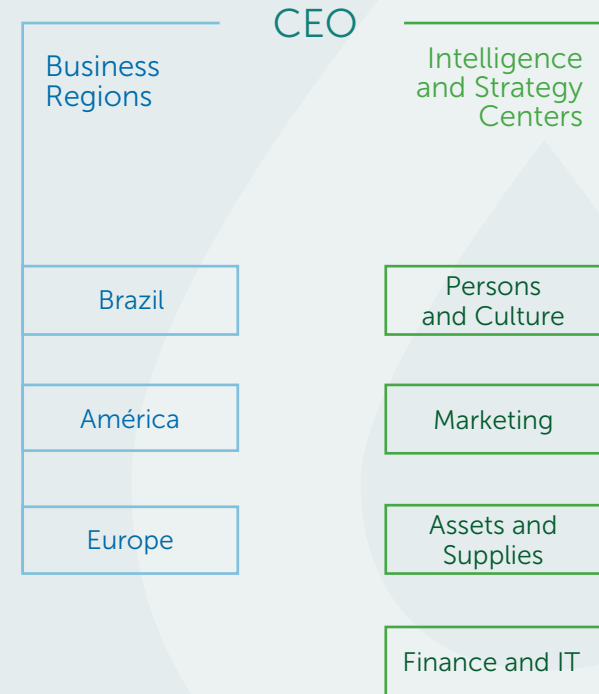 CEO
Business
Regions
Intelligence
and Strategy
Centers
Brazil
Persons
and Culture
América
Marketing
Europe
Assets and
Supplies
Finance and IT